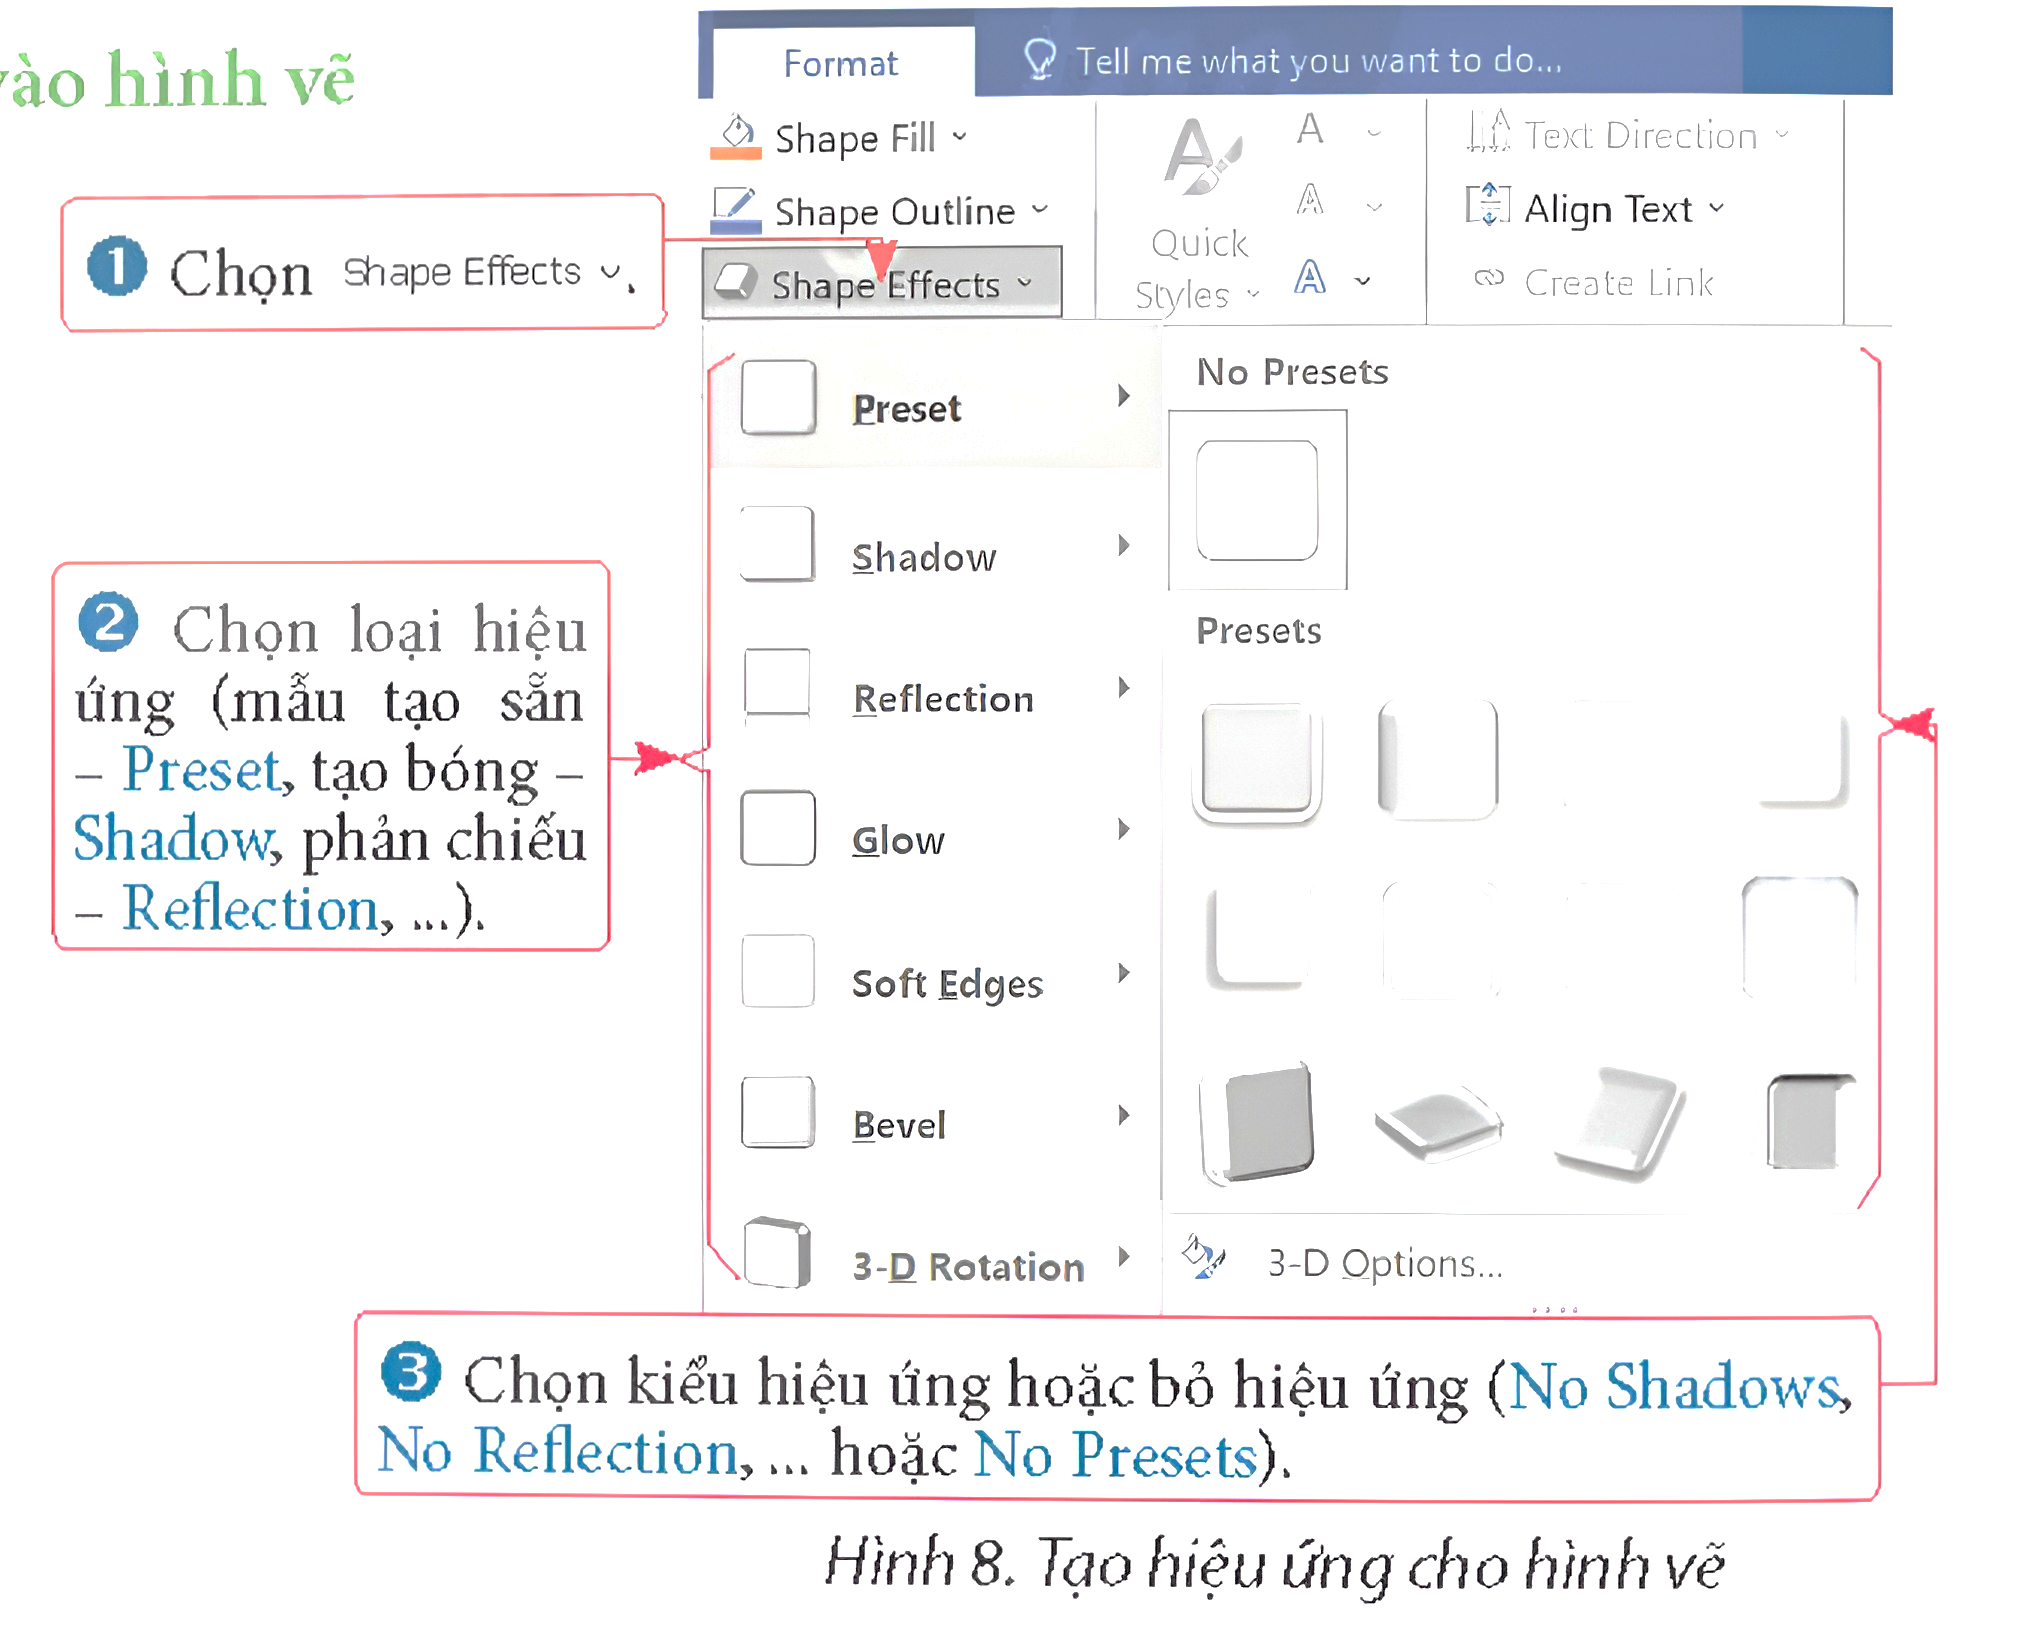 vào hình vẽ
Format
Tell me what you want to do...
Shape Fill
Shape Outline
Shape Effects
Quick
Styles
A
A
A
Text Direction
Align Text
Create Link
1 Chọn Shape Effects.
2 Chọn loại hiệu
ứng (mẫu tạo sẵn
– Preset, tạo bóng –
Shadow, phản chiếu
– Reflection, ...).
Preset
Shadow
Reflection
Glow
Soft Edges
Bevel
3-D Rotation
No Presets
Presets
3-D Options...
3 Chọn kiểu hiệu ứng hoặc bỏ hiệu ứng (No Shadows,
No Reflection, ... hoặc No Presets).
Hình 8. Tạo hiệu ứng cho hình vẽ